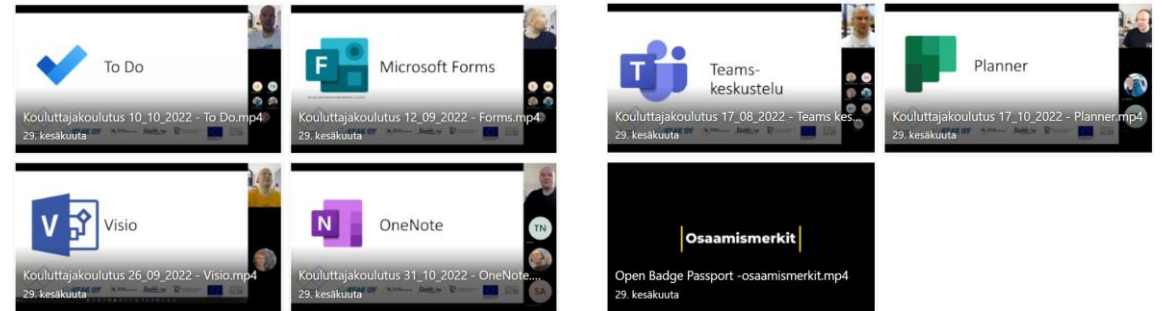 To Do
Kouluttajakoulutus 10_10_2022 - To Do.mp4
29. kesäkuuta
F
Microsoft Forms
Kouluttajakoulutus 12_09_2022 - Forms.mp4
29. kesäkuuta
T
Teams-
keskustelu
Kouluttajakoulutus 17_08_2022 - Teams kes...
29. kesäkuuta
Planner
Kouluttajakoulutus 17_10_2022 - Planner.mp4
29. kesäkuuta
V
Visio
Kouluttajakoulutus 26_09_2022 - Visio.mp4
29. kesäkuuta
N
OneNote
TN
SA
Kouluttajakoulutus 31_10_2022 - OneNote....
29. kesäkuuta
Osaamismerkit
Open Badge Passport -osaamismerkit.mp4
29. kesäkuuta